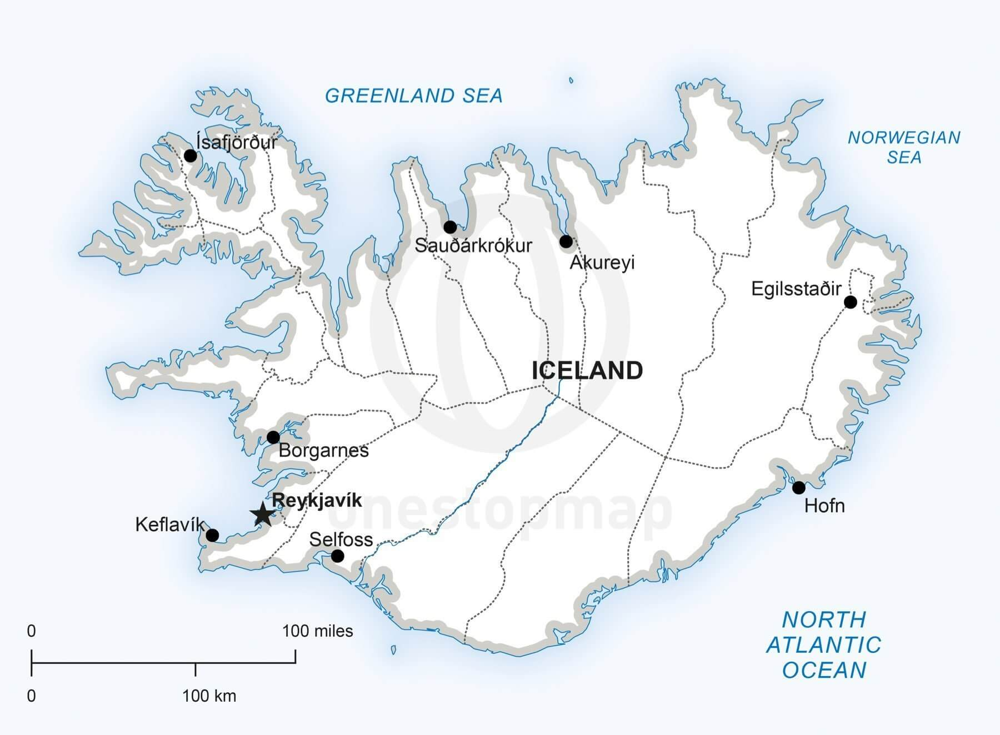 GREENLAND SEA
NORWEGIAN
SEA
Ísafjörður
Sauðárkrókur
Akureyi
Egilsstaðir
ICELAND
Borgarnes
Reykjavík
Keflavík
Selfoss
Hofn
onestopmap
NORTH
ATLANTIC
OCEAN
0 100 miles
0 100 km